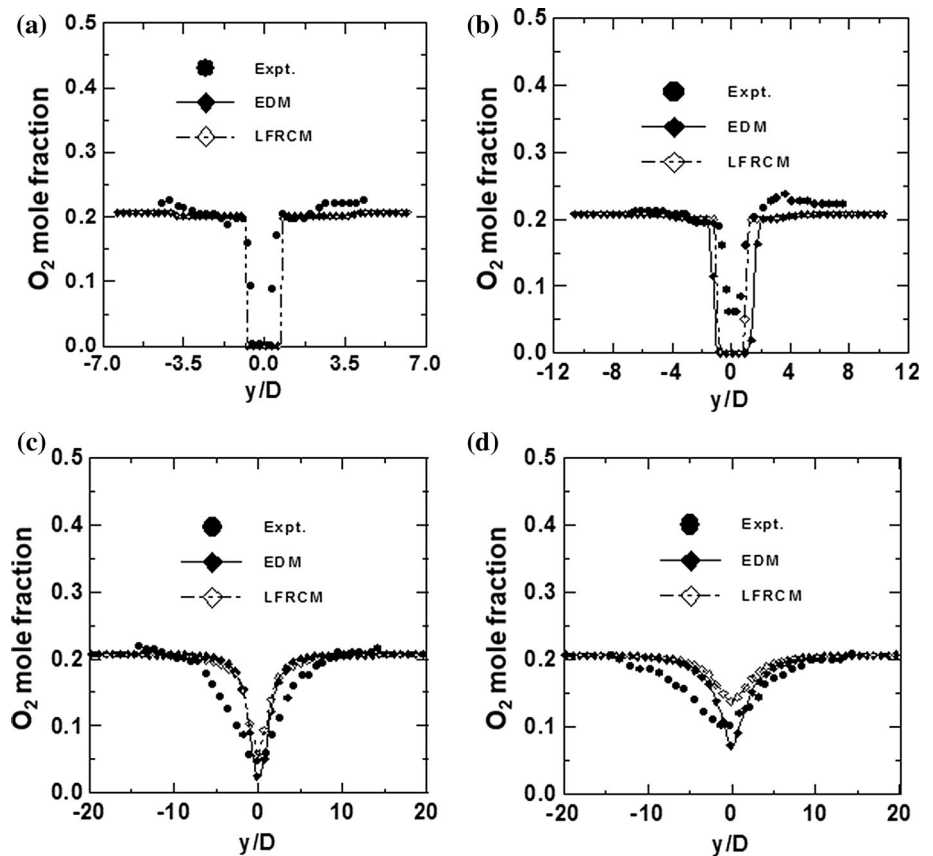 (a)
0.5
0.4
0.3
0.2
0.1
0.0
O2 mole fraction
Expt.
EDM
LFRCM
-7.0 -3.5 0.0 3.5 7.0
y/D
(b)
0.5
0.4
0.3
0.2
0.1
0.0
O2 mole fraction
Expt.
EDM
LFRCM
-12 -8 -4 0 4 8 12
y/D
(c)
0.5
0.4
0.3
0.2
0.1
0.0
O2 mole fraction
Expt.
EDM
LFRCM
-20 -10 0 10 20
y/D
(d)
0.5
0.4
0.3
0.2
0.1
0.0
O2 mole fraction
Expt.
EDM
LFRCM
-20 -10 0 10 20
y/D